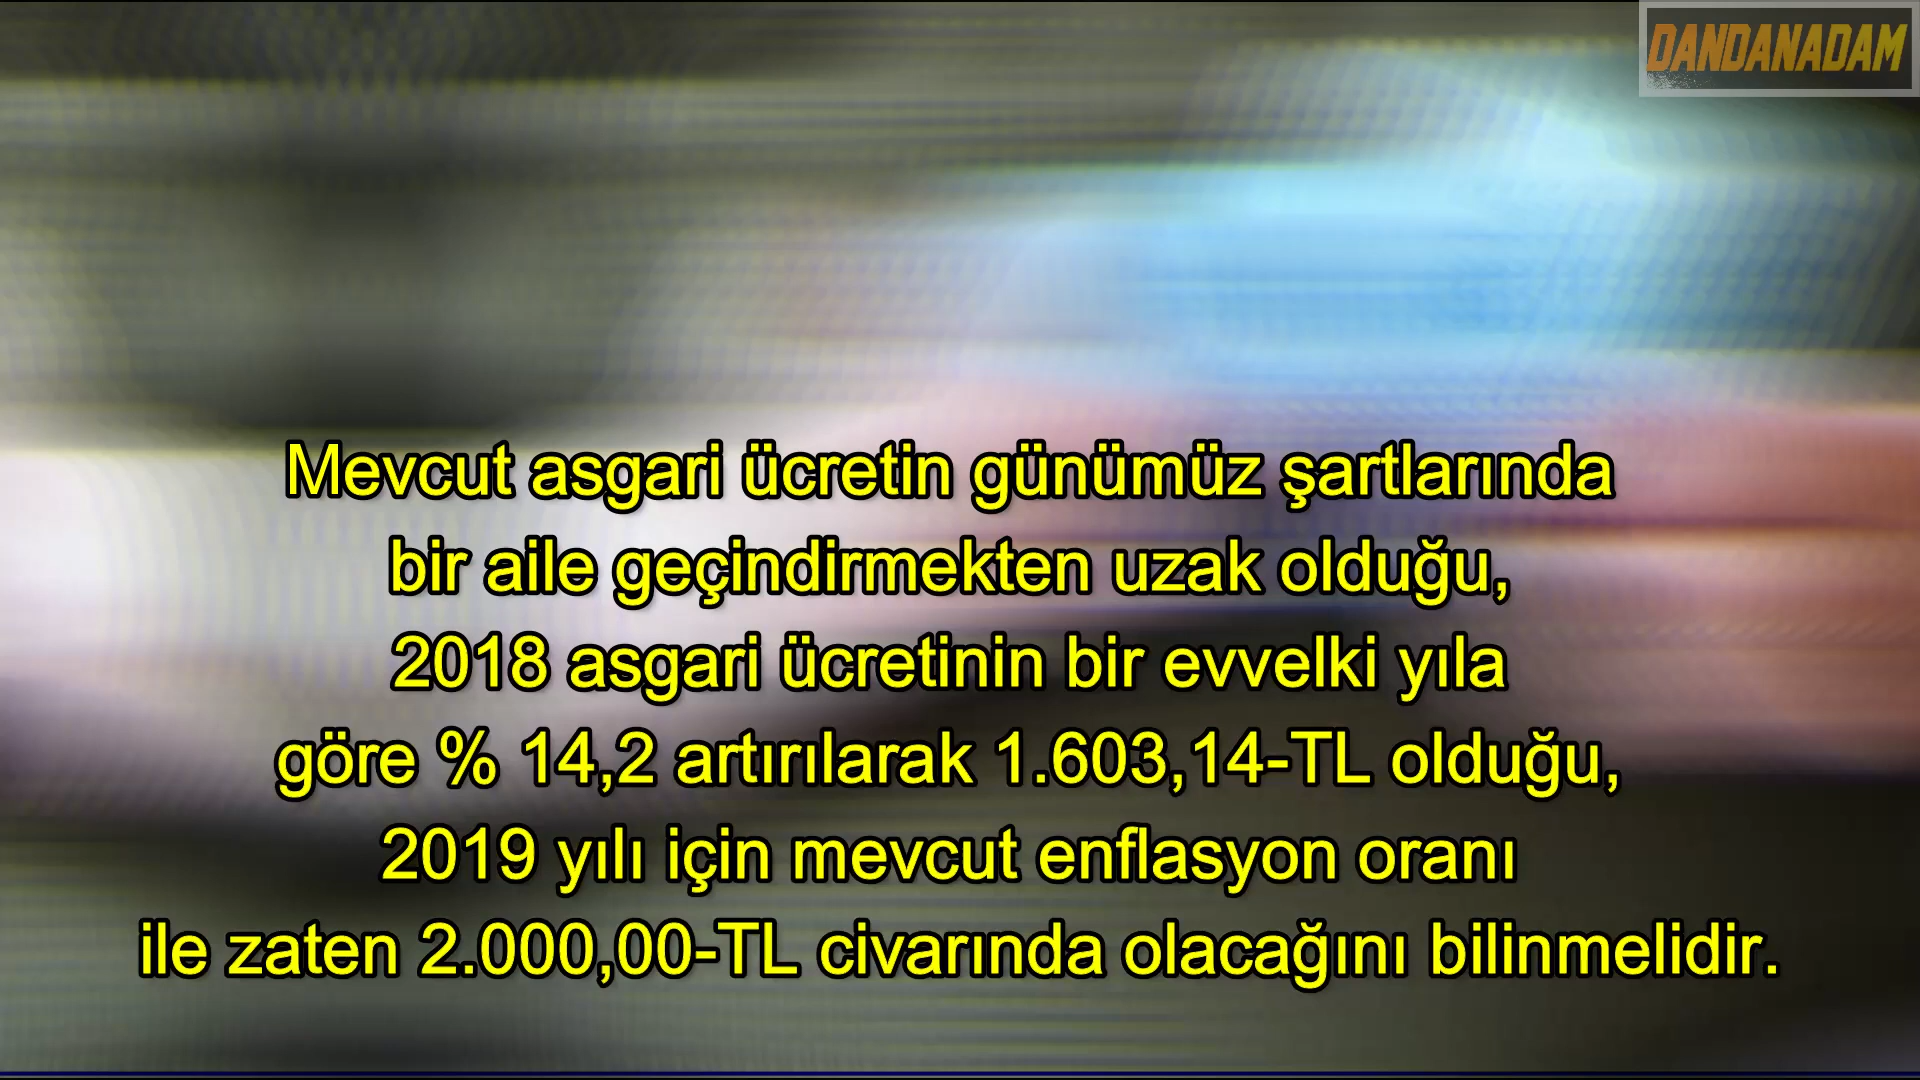 DANDANADAM
Mevcut asgari ücretin günümüz şartlarında
bir aile geçindirmekten uzak olduğu,
2018 asgari ücretinin bir evvelki yıla
göre % 14,2 artırılarak 1.603,14-TL olduğu,
2019 yılı için mevcut enflasyon oranı
ile zaten 2.000,00-TL civarında olacağını bilinmelidir.